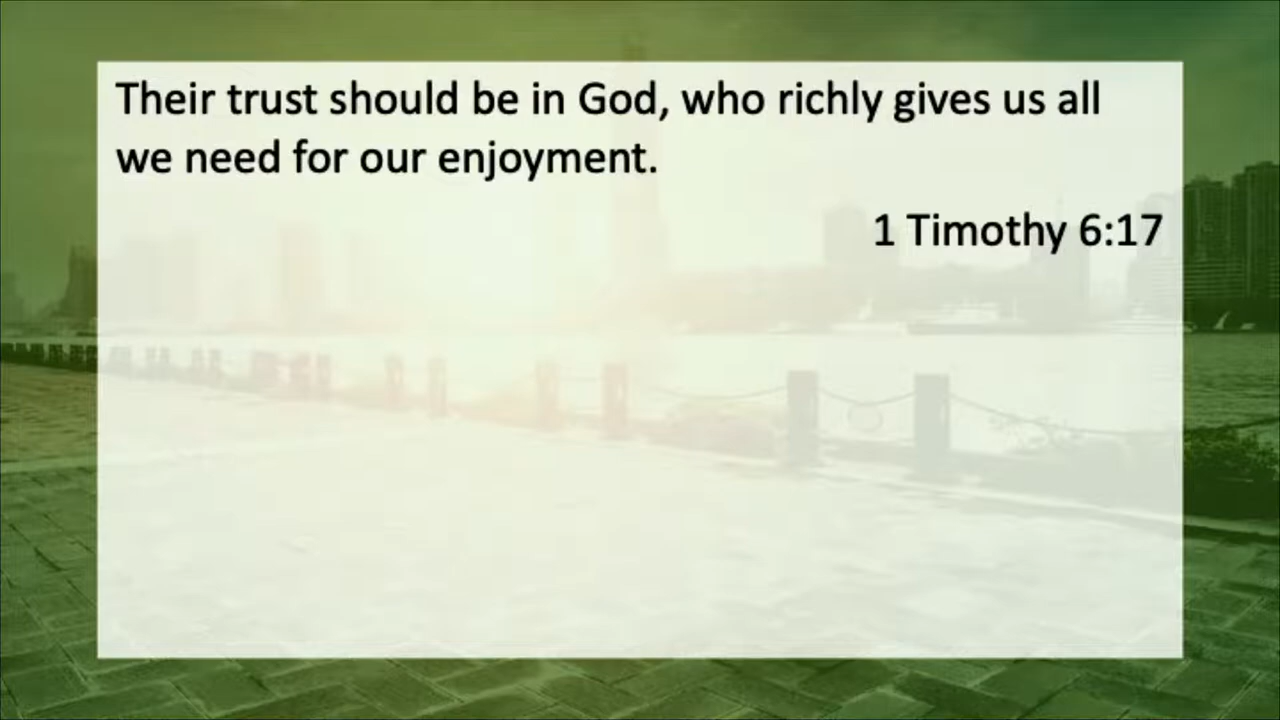 Their trust should be in God, who richly gives us all
we need for our enjoyment.
1 Timothy 6:17